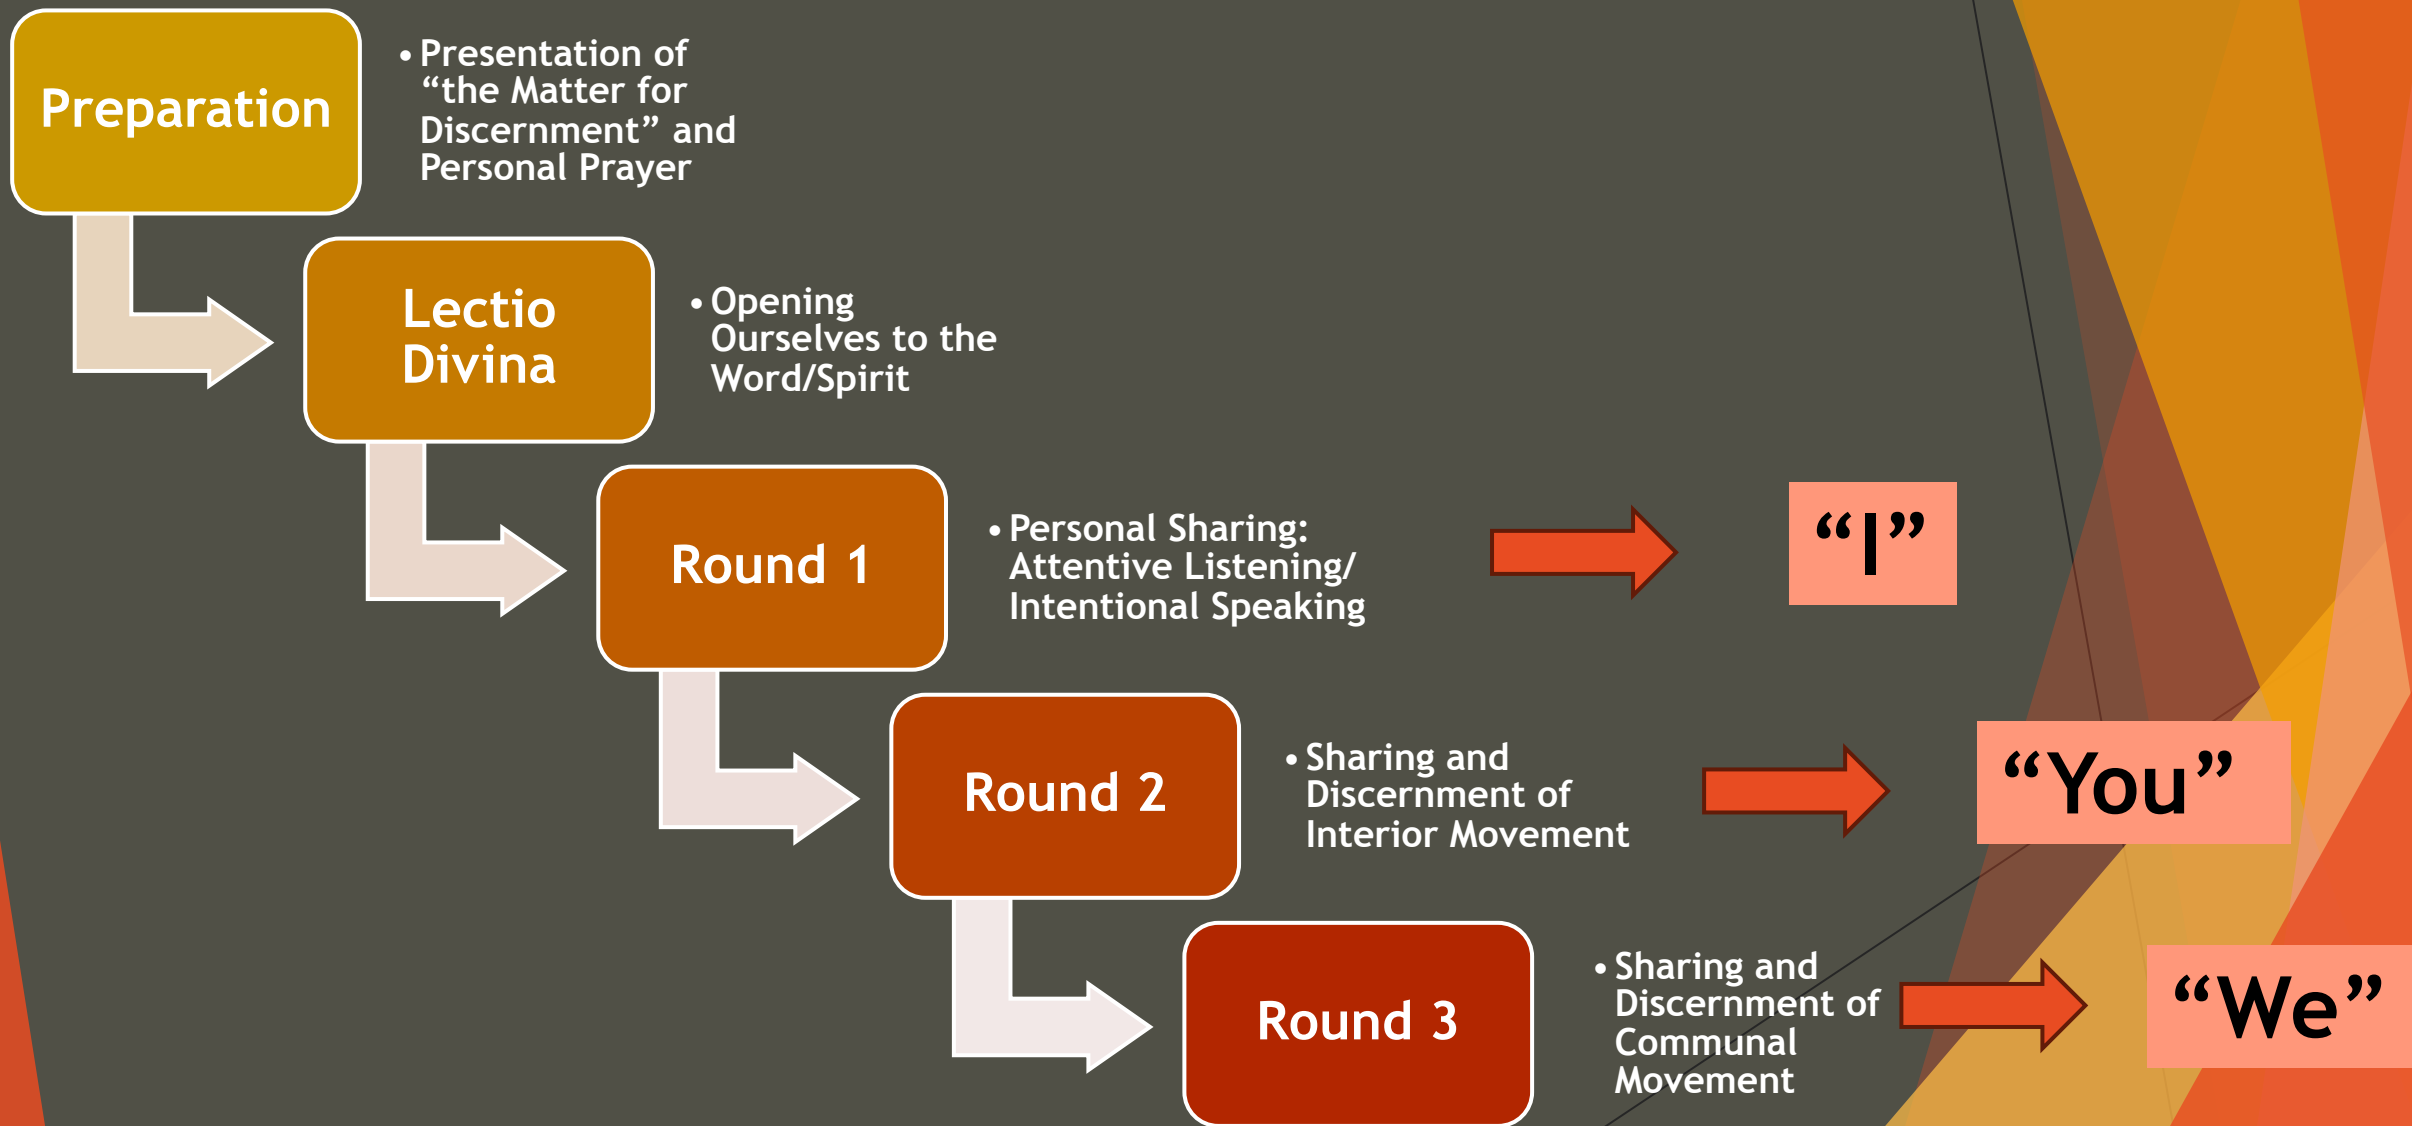 Preparation
• Presentation of
“the Matter for
Discernment” and
Personal Prayer
Lectio
Divina
• Opening
Ourselves to the
Word/Spirit
Round 1
• Personal Sharing:
Attentive Listening/
Intentional Speaking
“I”
Round 2
• Sharing and
Discernment of
Interior Movement
“You”
Round 3
• Sharing and
Discernment of
Communal
Movement
“We”